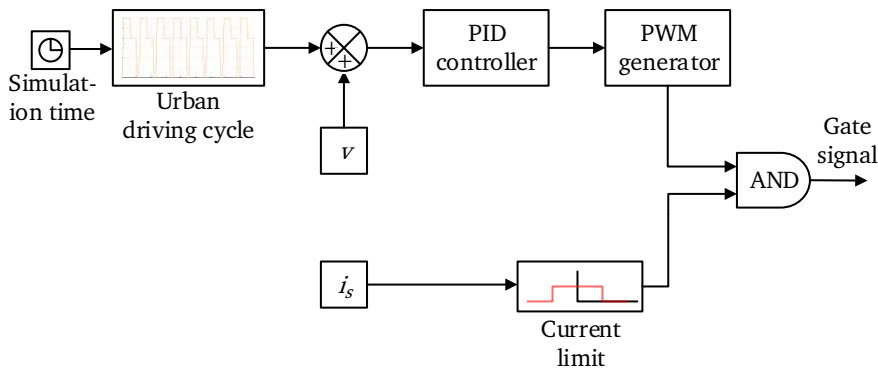 Simulat-
ion time
Urban
driving cycle
+
+
v
PID
controller
PWM
generator
AND
Gate
signal
i_s
Current
limit